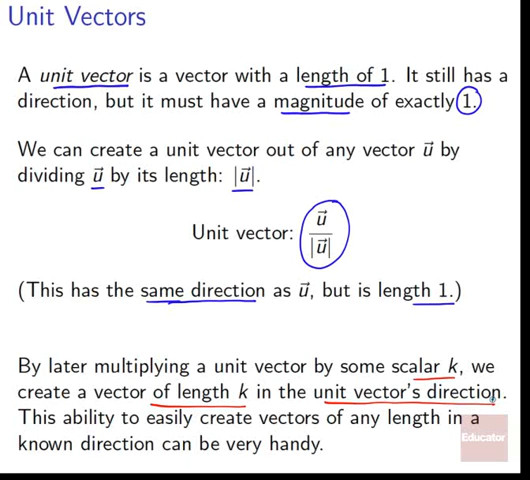 Unit Vectors
A unit vector is a vector with a length of 1. It still has a
direction, but it must have a magnitude of exactly 1.
We can create a unit vector out of any vector u⃗ by
dividing u⃗ by its length: |u⃗|.
Unit vector: u⃗ / |u⃗|
(This has the same direction as u⃗, but is length 1.)
By later multiplying a unit vector by some scalar k, we
create a vector of length k in the unit vector's direction.
This ability to easily create vectors of any length in a
known direction can be very handy.
Educator